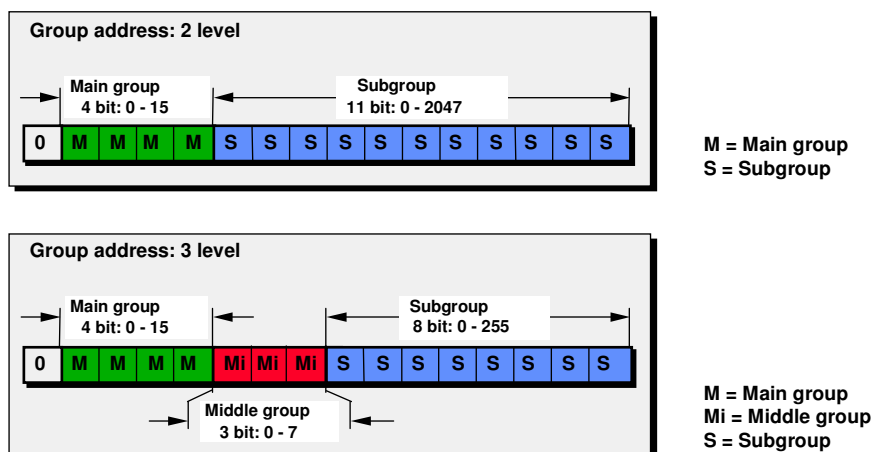 Group address: 2 level
Main group
4 bit: 0 - 15
Subgroup
11 bit: 0 - 2047
0 M M M M S S S S S S S S S S S
M = Main group
S = Subgroup
Group address: 3 level
Main group
4 bit: 0 - 15
Subgroup
8 bit: 0 - 255
0 M M M M Mi Mi Mi S S S S S S S S
Middle group
3 bit: 0 - 7
M = Main group
Mi = Middle group
S = Subgroup